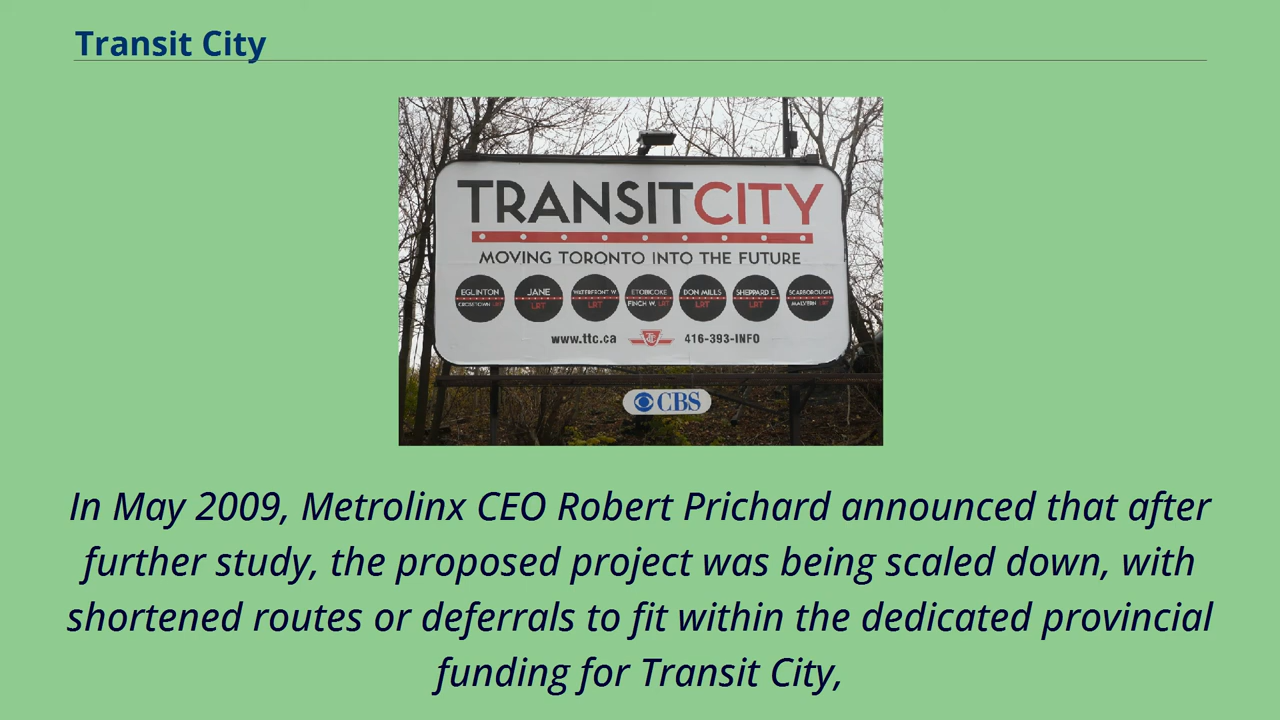 Transit City
TRANSITCITY
MOVING TORONTO INTO THE FUTURE
EGLINTON
CROSSTOWN LRT
JANE
LRT
WATERFRONT W.
LRT
ETOBICOKE
FINCH W. LRT
DON MILLS
LRT
SHEPPARD E.
LRT
SCARBOROUGH
MALVERN LRT
www.ttc.ca TTC 416-393-INFO
CBS
In May 2009, Metrolinx CEO Robert Prichard announced that after
further study, the proposed project was being scaled down, with
shortened routes or deferrals to fit within the dedicated provincial
funding for Transit City,